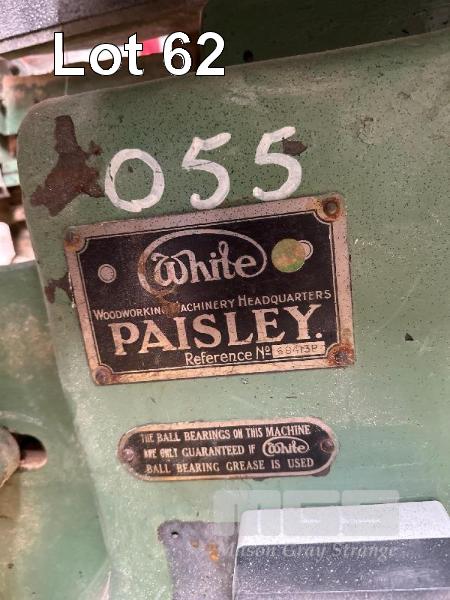 Lot 62
055
White
WOODWORKING MACHINERY HEADQUARTERS
PAISLEY.
Reference No
THE BALL BEARINGS ON THIS MACHINE
ARE ONLY GUARANTEED IF White
BALL BEARING GREASE IS USED
MGS
Mason Gray Strange